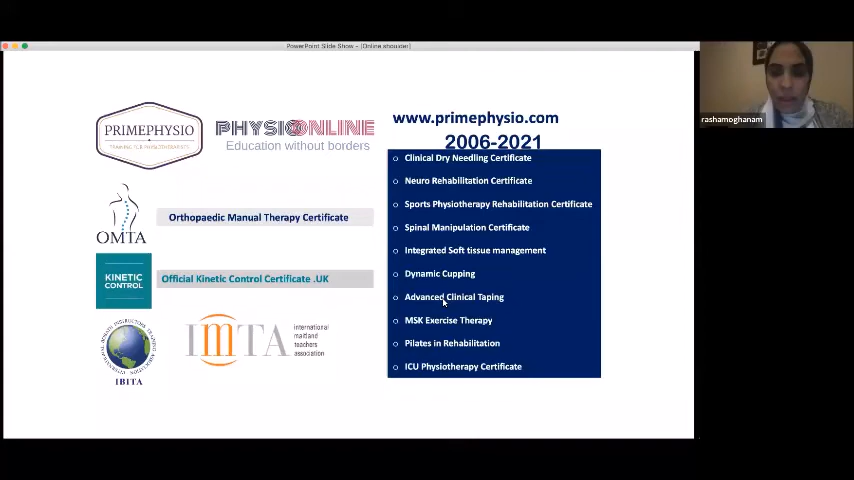 PowerPoint Slide Show - [Online shoulder]
rashamoghanam
PRIMEPHYSIO
TRAINING FOR PHYSIOTHERAPISTS
PHYSIOONLINE
Education without borders
www.primephysio.com
2006-2021
Clinical Dry Needling Certificate
Neuro Rehabilitation Certificate
Sports Physiotherapy Rehabilitation Certificate
Spinal Manipulation Certificate
Integrated Soft tissue management
Dynamic Cupping
Advanced Clinical Taping
MSK Exercise Therapy
Pilates in Rehabilitation
ICU Physiotherapy Certificate
OMTA
Orthopaedic Manual Therapy Certificate
KINETIC
CONTROL
Official Kinetic Control Certificate .UK
IBITA
IMTA
international
maitland
teachers
association